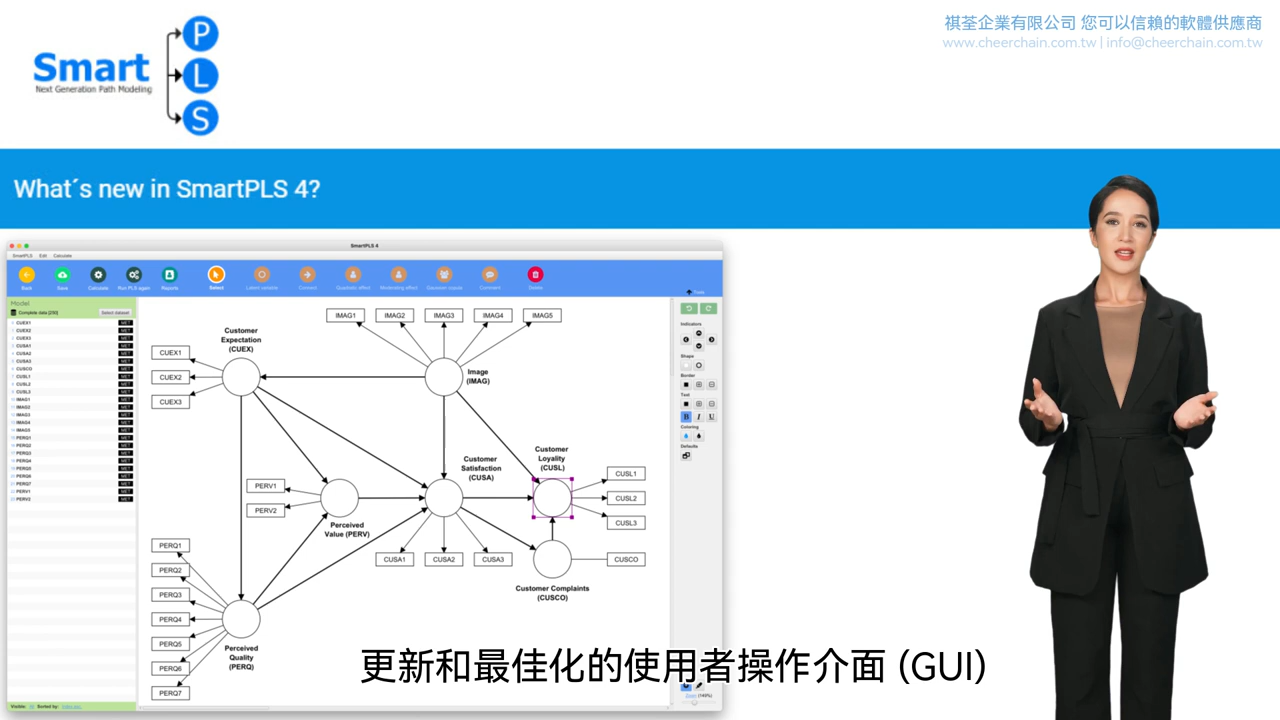 祺荃企業有限公司 您可以信賴的軟體供應商
www.cheerchain.com.tw | info@cheerchain.com.tw
Smart
Next Generation Path Modeling
P
L
S
What´s new in SmartPLS 4?
SmartPLS 4
SmartPLS Edit Calculate
Back Save Calculate Run PLS again Reports Select Latent variable Connect Quadratic effect Moderating effect Comment Delete
Model
Complete data [250] Select dataset
CUEX1
CUEX2
CUEX3
CUSA1
CUSA2
CUSA3
CUSCO
CUSL1
CUSL2
CUSL3
IMAG1
IMAG2
IMAG3
IMAG4
IMAG5
PERQ1
PERQ2
PERQ3
PERQ4
PERQ5
PERQ6
PERQ7
PERV1
PERV2
IMAG1 IMAG2 IMAG3 IMAG4 IMAG5
Customer
Expectation
(CUEX)
CUEX1
CUEX2
CUEX3
Image
(IMAG)
Customer
Loyality
(CUSL)
Customer
Satisfaction
(CUSA)
CUSL1
CUSL2
CUSL3
PERV1
PERV2
Perceived
Value (PERV)
CUSA1 CUSA2 CUSA3
CUSCO
Customer Complaints
(CUSCO)
PERQ1
PERQ2
PERQ3
PERQ4
PERQ5
PERQ6
PERQ7
Perceived
Quality
(PERQ)
Indicators
Shape
Border
Text
B I U
Coloring
Defaults
Visible: Sorted by:
更新和最佳化的使用者操作介面 (GUI)